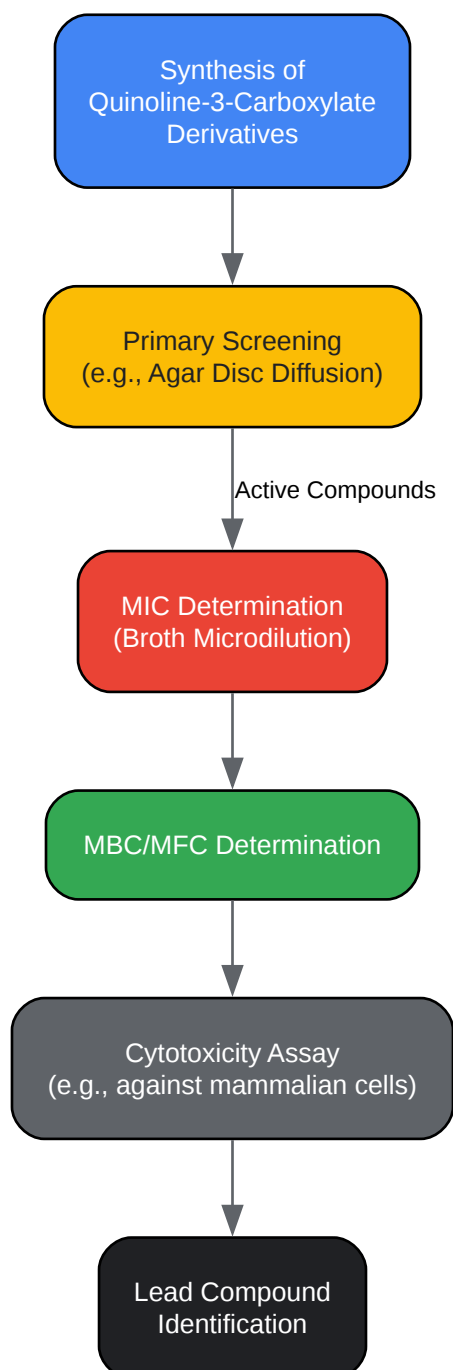 Synthesis of
Quinoline-3-Carboxylate
Derivatives
Primary Screening
(e.g., Agar Disc Diffusion)
Active Compounds
MIC Determination
(Broth Microdilution)
MBC/MFC Determination
Cytotoxicity Assay
(e.g., against mammalian cells)
Lead Compound
Identification